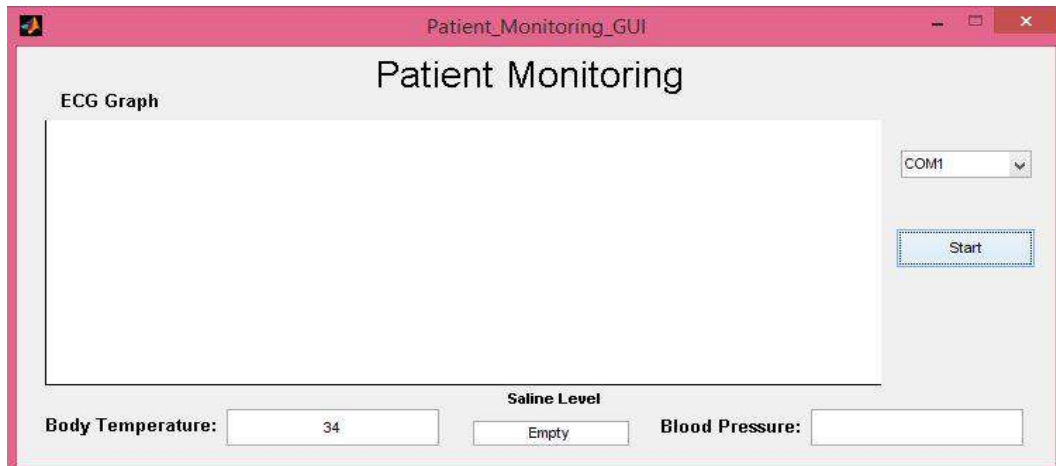 Patient_Monitoring_GUI
Patient Monitoring
ECG Graph
COM1
Start
Saline Level
Body Temperature: 34
Empty
Blood Pressure: